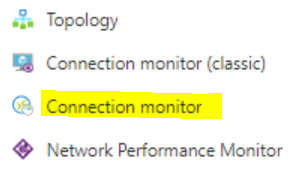 Topology
Connection monitor (classic)
Connection monitor
Network Performance Monitor